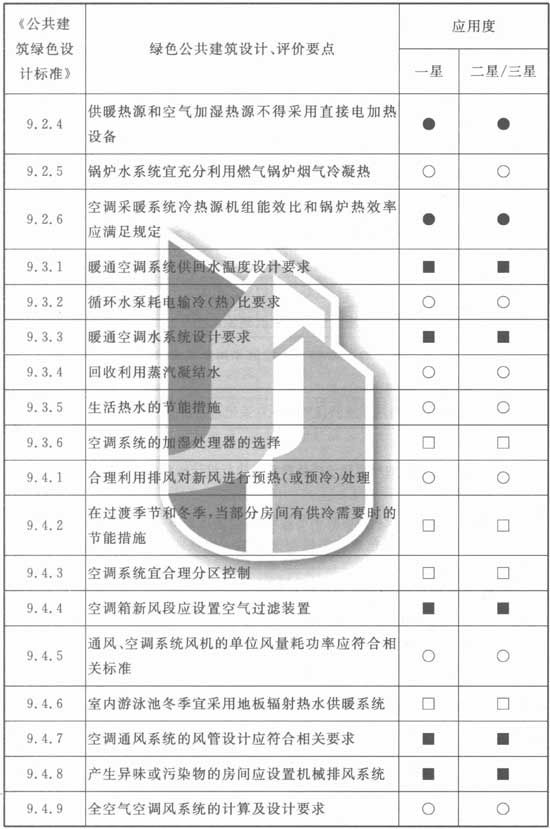 《公共建
筑绿色设
计标准》
绿色公共建筑设计、评价要点
应用度
一星
二星/三星
9.2.4 供暖热源和空气加湿热源不得采用直接电加热
设备 ● ●
9.2.5 锅炉水系统宜充分利用燃气锅炉烟气冷凝热 ○ ○
9.2.6 空调采暖系统冷热源机组能效比和锅炉热效率
应满足规定 ● ●
9.3.1 暖通空调系统供回水温度设计要求 ■ ■
9.3.2 循环水泵耗电输冷(热)比要求 ○ ○
9.3.3 暖通空调水系统设计要求 ■ ■
9.3.4 回收利用蒸汽凝结水 ○ ○
9.3.5 生活热水的节能措施 ○ ○
9.3.6 空调系统的加湿处理器的选择 □ □
9.4.1 合理利用排风对新风进行预热(或预冷)处理 ○ ○
9.4.2 在过渡季节和冬季,当部分房间有供冷需要时的
节能措施 □ □
9.4.3 空调系统宜合理分区控制 □ □
9.4.4 空调箱新风段应设置空气过滤装置 ■ ■
9.4.5 通风、空调系统风机的单位风量耗功率应符合相
关标准 ○ ○
9.4.6 室内游泳池冬季宜采用地板辐射热水供暖系统 □ □
9.4.7 空调通风系统的风管设计应符合相关要求 ■ ■
9.4.8 产生异味或污染物的房间应设置机械排风系统 ■ ■
9.4.9 全空气空调风系统的计算及设计要求 ○ ○